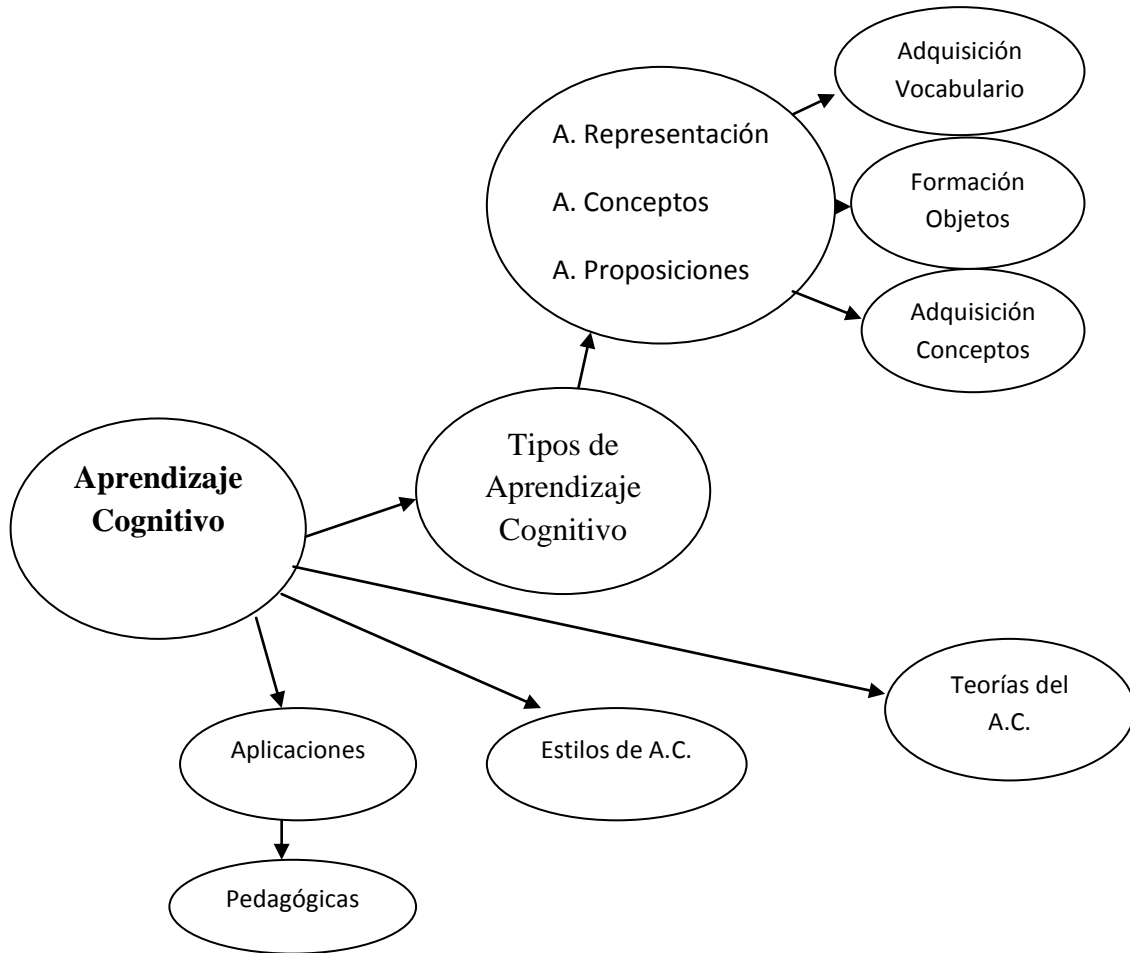 Adquisición
Vocabulario
A. Representación
A. Conceptos
A. Proposiciones
Formación
Objetos
Adquisición
Conceptos
Tipos de
Aprendizaje
Cognitivo
Aprendizaje
Cognitivo
Teorías del
A.C.
Aplicaciones
Estilos de A.C.
Pedagógicas